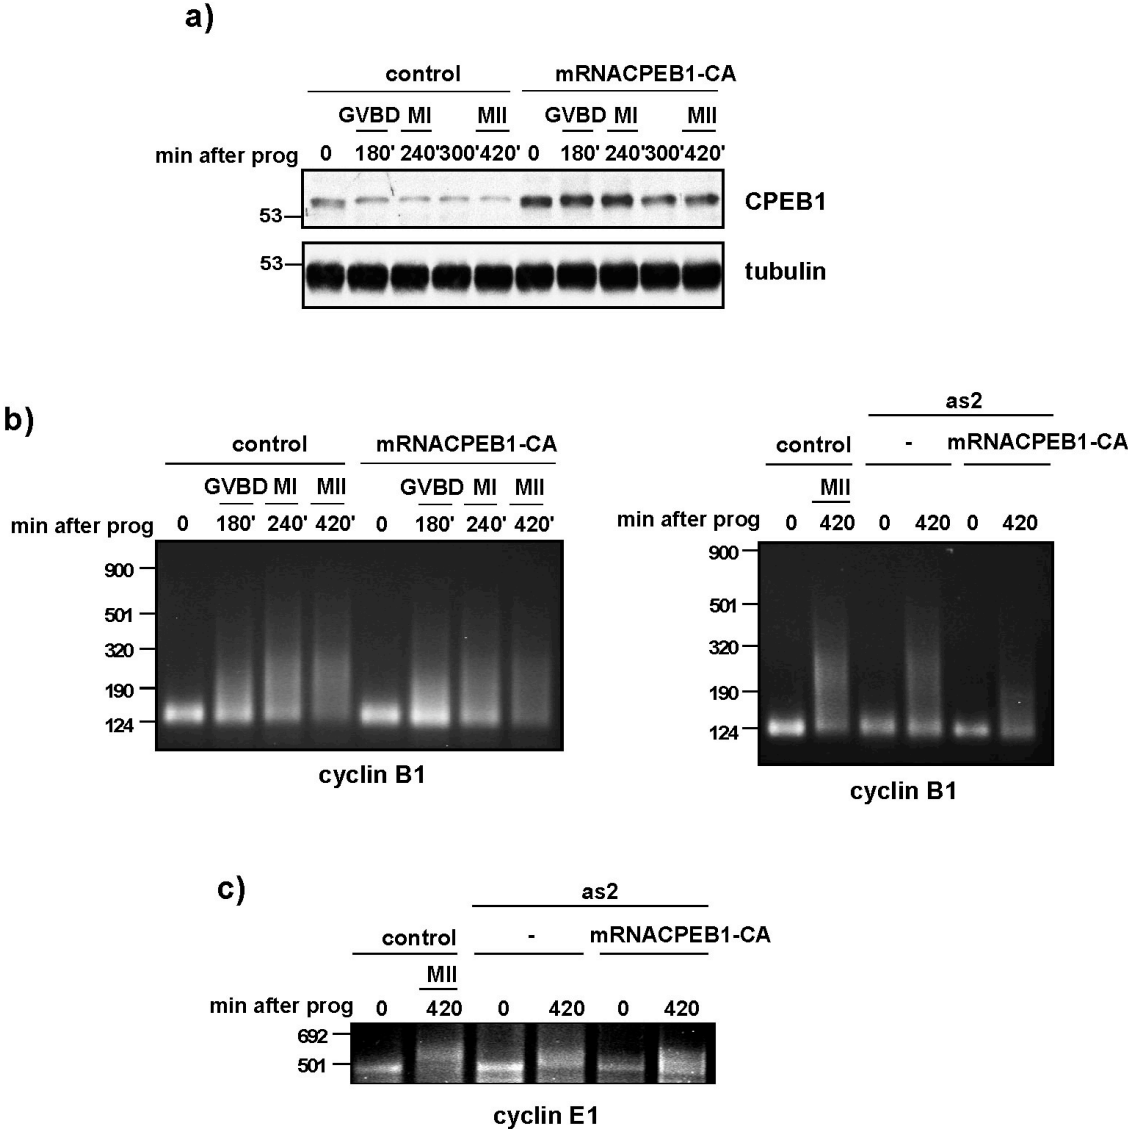 a)
control mRNACPEB1-CA
GVBD MI MII GVBD MI MII
min after prog 0 180' 240' 300' 420' 0 180' 240' 300' 420'
CPEB1
53
53
tubulin
b)
control mRNACPEB1-CA
GVBD MI MII GVBD MI MII
min after prog 0 180' 240' 420' 0 180' 240' 420'
900
501
320
190
124
cyclin B1
as2
control - mRNACPEB1-CA
MII
min after prog 0 420 0 420 0 420
900
501
320
190
124
cyclin B1
c)
as2
control - mRNACPEB1-CA
MII
min after prog 0 420 0 420 0 420
692
501
cyclin E1